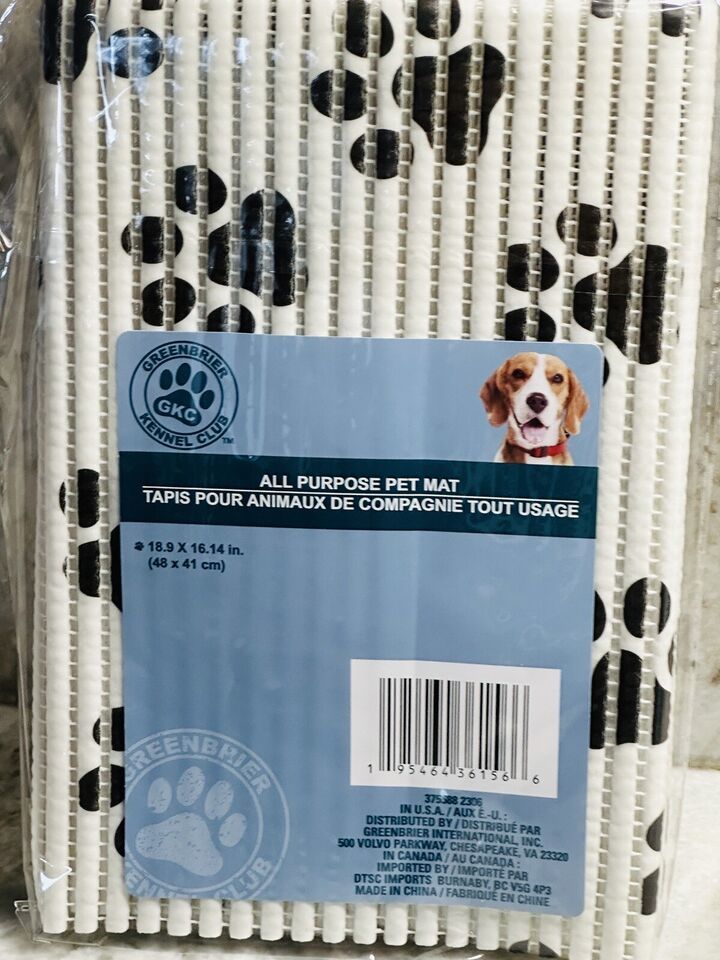 GREENBRIER
GKC
KENNEL CLUB
TM
ALL PURPOSE PET MAT
TAPIS POUR ANIMAUX DE COMPAGNIE TOUT USAGE
18.9 X 16.14 in.
(48 x 41 cm)
1 95464 36156 6
GREENBRIER
KENNEL CLUB
375588 2306
IN U.S.A. / AUX É.-U. :
DISTRIBUTED BY / DISTRIBUÉ PAR
GREENBRIER INTERNATIONAL, INC.
500 VOLVO PARKWAY, CHESAPEAKE, VA 23320
IN CANADA / AU CANADA :
IMPORTED BY / IMPORTÉ PAR
DTSC IMPORTS BURNABY, BC V5G 4P3
MADE IN CHINA / FABRIQUÉ EN CHINE